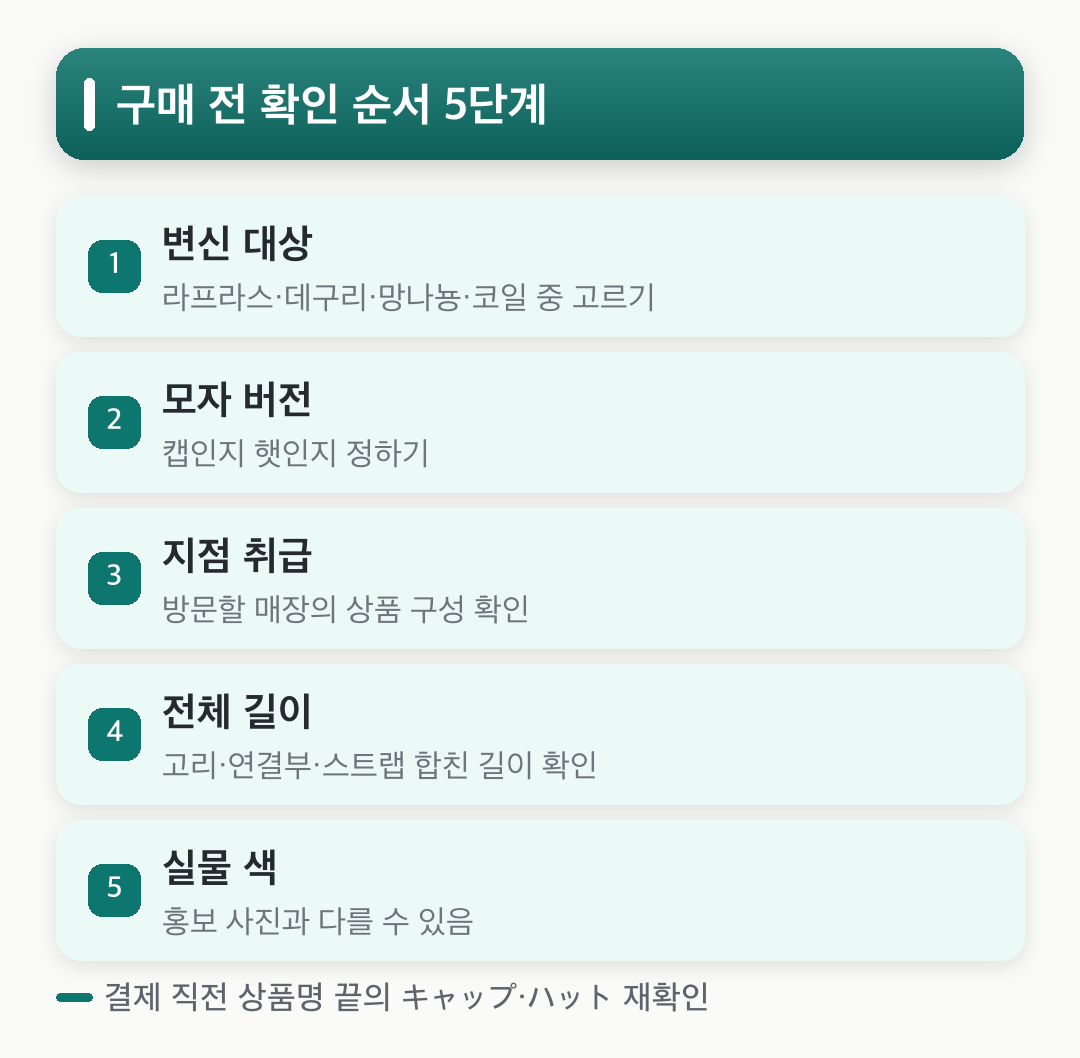 구매 전 확인 순서 5단계
1
변신 대상
라프라스·데구리·망나뇽·코일 중 고르기
2
모자 버전
캡인지 햇인지 정하기
3
지점 취급
방문할 매장의 상품 구성 확인
4
전체 길이
고리·연결부·스트랩 합친 길이 확인
5
실물 색
홍보 사진과 다를 수 있음
결제 직전 상품명 끝의 キャップ·ハット 재확인